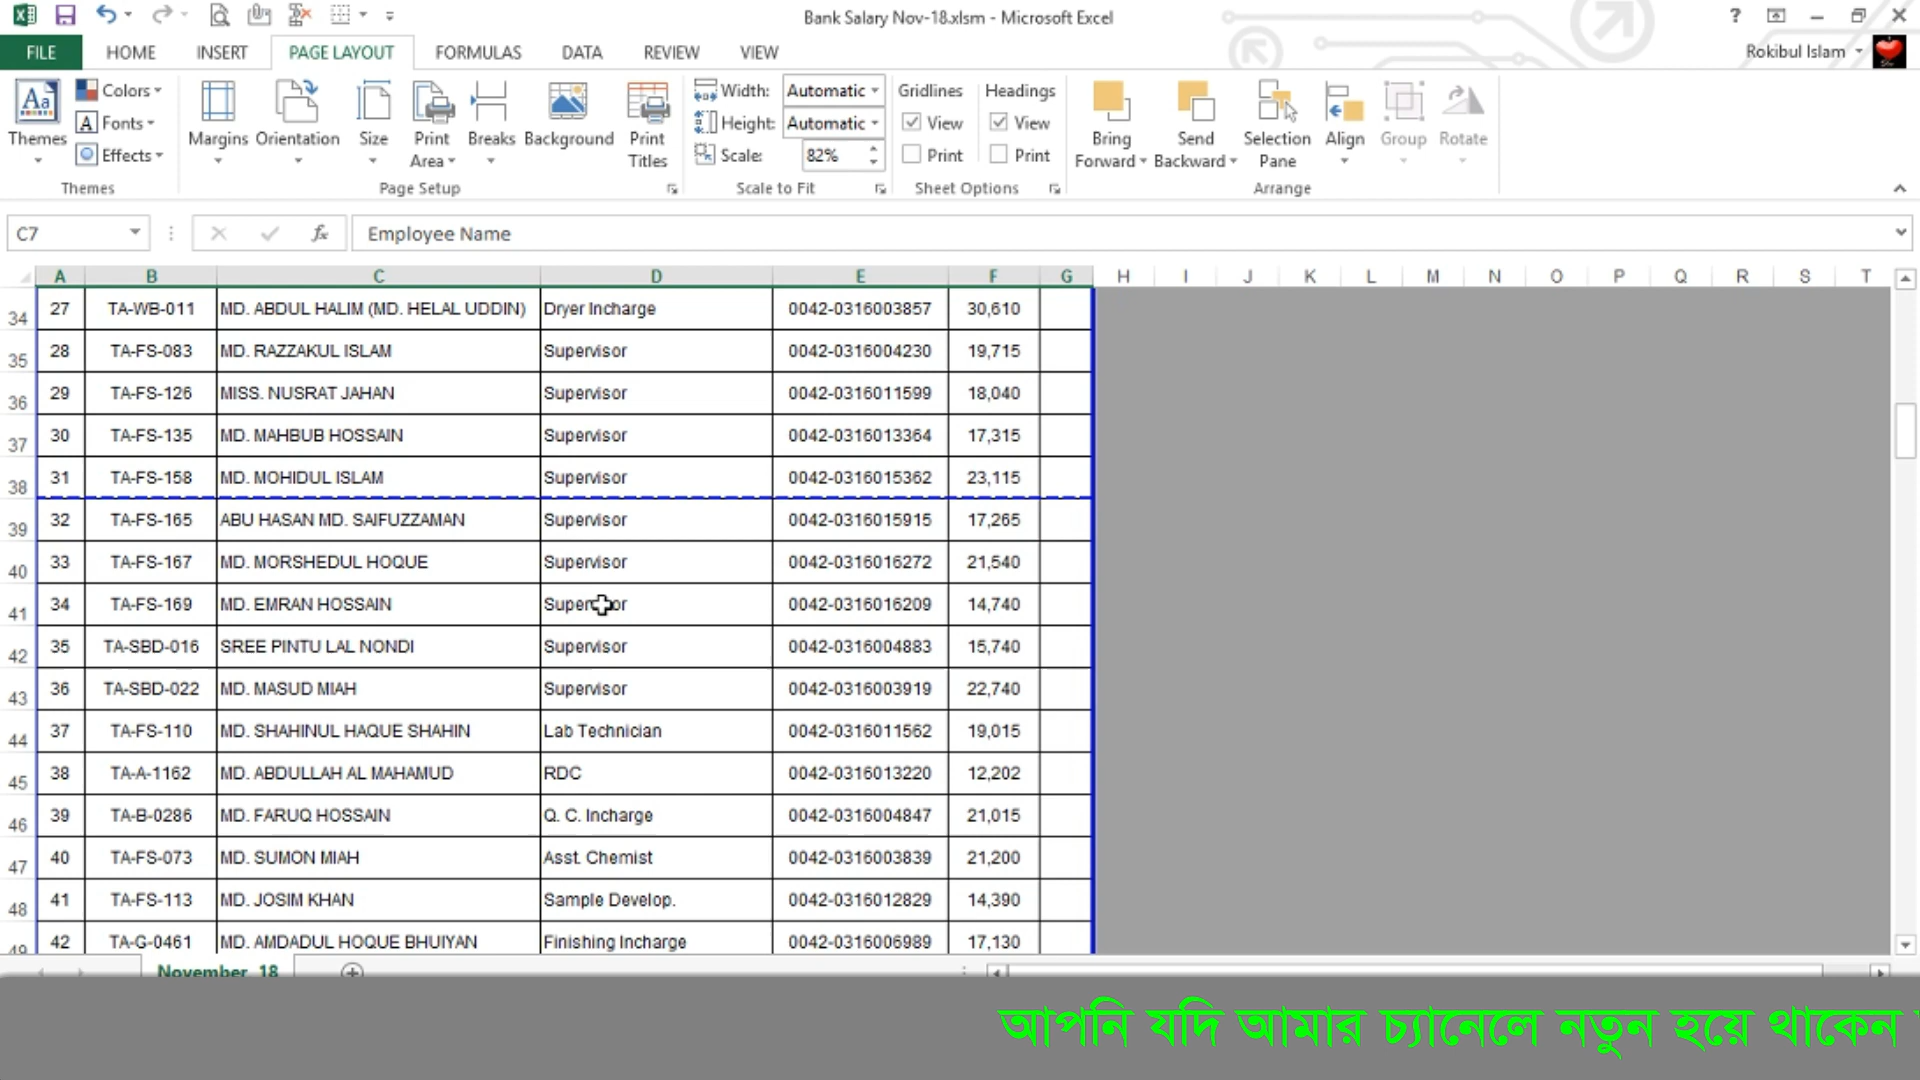 Bank Salary Nov-18.xlsm - Microsoft Excel
?
FILE HOME INSERT PAGE LAYOUT FORMULAS DATA REVIEW VIEW Rokibul Islam
Aa Colors Width: Automatic Gridlines Headings
A Fonts Height: Automatic View View
Themes Effects Margins Orientation Size Print Area Breaks Background Print Titles Scale: 82% Print Print Bring Forward Send Backward Selection Pane Align Group Rotate
Themes Page Setup Scale to Fit Sheet Options Arrange
C7 fx Employee Name
A B C D E F G H I J K L M N O P Q R S T
34 27 TA-WB-011 MD. ABDUL HALIM (MD. HELAL UDDIN) Dryer Incharge 0042-0316003857 30,610
35 28 TA-FS-083 MD. RAZZAKUL ISLAM Supervisor 0042-0316004230 19,715
36 29 TA-FS-126 MISS. NUSRAT JAHAN Supervisor 0042-0316011599 18,040
37 30 TA-FS-135 MD. MAHBUB HOSSAIN Supervisor 0042-0316013364 17,315
38 31 TA-FS-158 MD. MOHIDUL ISLAM Supervisor 0042-0316015362 23,115
39 32 TA-FS-165 ABU HASAN MD. SAIFUZZAMAN Supervisor 0042-0316015915 17,265
40 33 TA-FS-167 MD. MORSHEDUL HOQUE Supervisor 0042-0316016272 21,540
41 34 TA-FS-169 MD. EMRAN HOSSAIN Supervisor 0042-0316016209 14,740
42 35 TA-SBD-016 SREE PINTU LAL NONDI Supervisor 0042-0316004883 15,740
43 36 TA-SBD-022 MD. MASUD MIAH Supervisor 0042-0316003919 22,740
44 37 TA-FS-110 MD. SHAHINUL HAQUE SHAHIN Lab Technician 0042-0316011562 19,015
45 38 TA-A-1162 MD. ABDULLAH AL MAHAMUD RDC 0042-0316013220 12,202
46 39 TA-B-0286 MD. FARUQ HOSSAIN Q. C. Incharge 0042-0316004847 21,015
47 40 TA-FS-073 MD. SUMON MIAH Asst. Chemist 0042-0316003839 21,200
48 41 TA-FS-113 MD. JOSIM KHAN Sample Develop. 0042-0316012829 14,390
49 42 TA-G-0461 MD. AMDADUL HOQUE BHUIYAN Finishing Incharge 0042-0316006989 17,130
November_18
আপনি যদি আমার চ্যানেলে নতুন হয়ে থাকেন